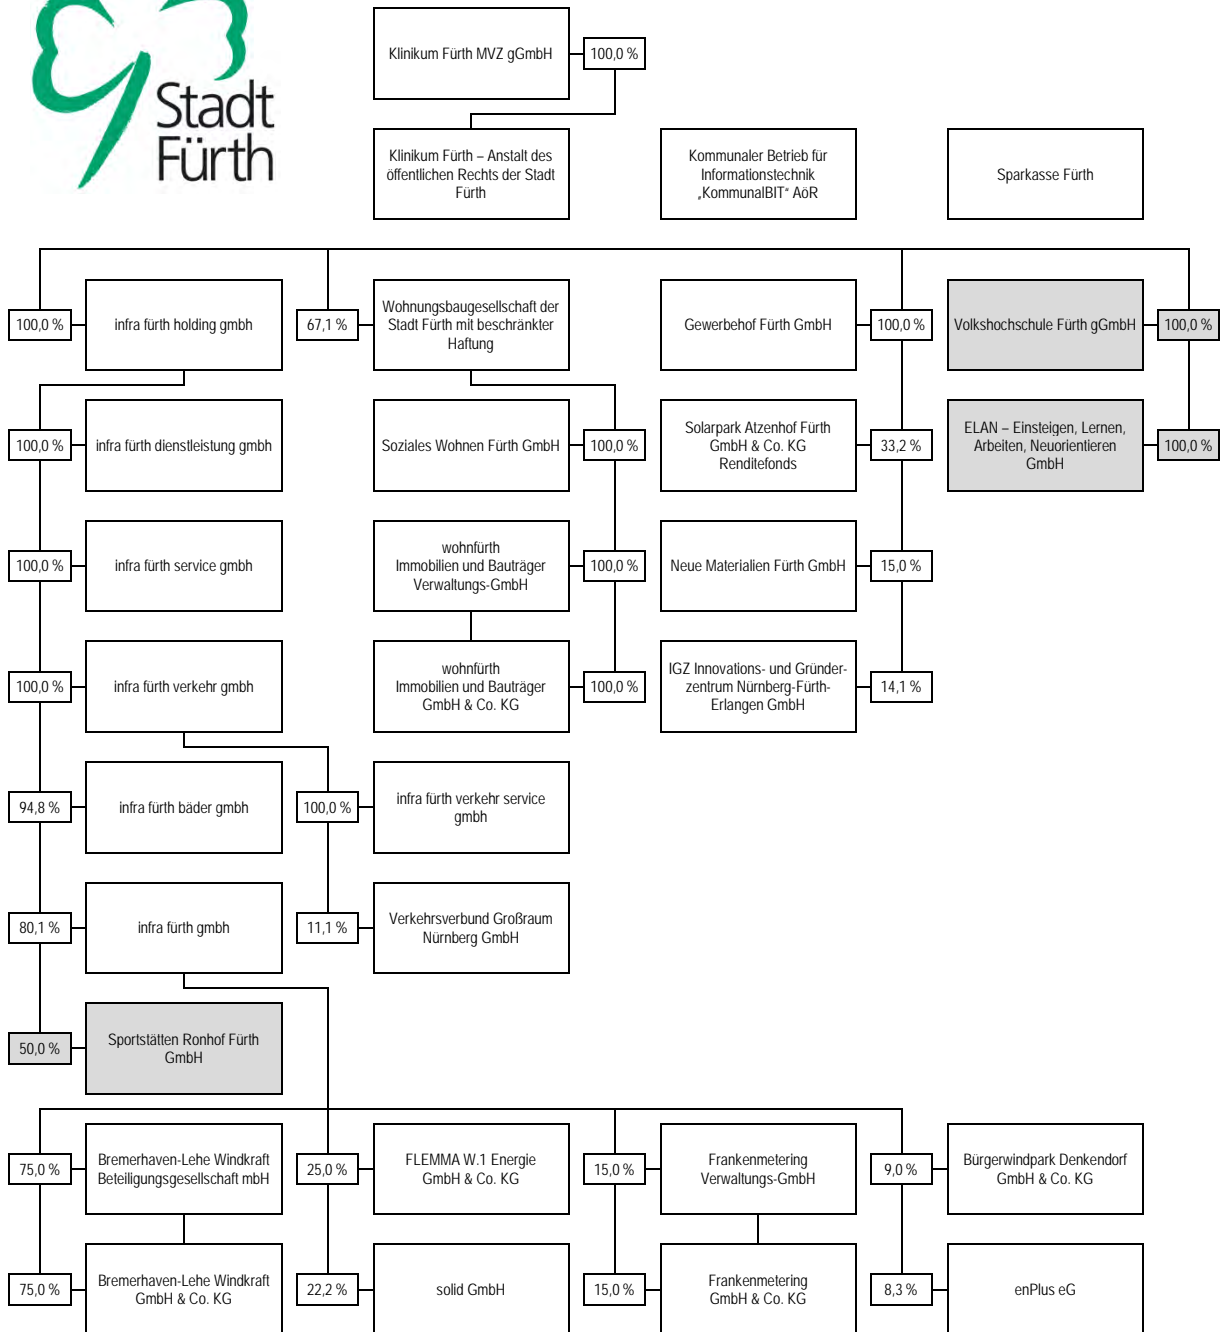 Stadt
Fürth
Klinikum Fürth MVZ gGmbH
100,0 %
Klinikum Fürth – Anstalt des
öffentlichen Rechts der Stadt
Fürth
Kommunaler Betrieb für
Informationstechnik
„KommunalBIT“ AöR
Sparkasse Fürth
100,0 %
infra fürth holding gmbh
67,1 %
Wohnungsbaugesellschaft der
Stadt Fürth mit beschränkter
Haftung
Gewerbehof Fürth GmbH
100,0 %
Volkshochschule Fürth gGmbH
100,0 %
100,0 %
infra fürth dienstleistung gmbh
Soziales Wohnen Fürth GmbH
100,0 %
Solarpark Atzenhof Fürth
GmbH & Co. KG
Renditefonds
33,2 %
ELAN – Einsteigen, Lernen,
Arbeiten, Neuorientieren
GmbH
100,0 %
100,0 %
infra fürth service gmbh
wohnfürth
Immobilien und Bauträger
Verwaltungs-GmbH
100,0 %
Neue Materialien Fürth GmbH
15,0 %
100,0 %
infra fürth verkehr gmbh
wohnfürth
Immobilien und Bauträger
GmbH & Co. KG
100,0 %
IGZ Innovations- und Gründer-
zentrum Nürnberg-Fürth-
Erlangen GmbH
14,1 %
94,8 %
infra fürth bäder gmbh
100,0 %
infra fürth verkehr service
gmbh
80,1 %
infra fürth gmbh
11,1 %
Verkehrsverbund Großraum
Nürnberg GmbH
50,0 %
Sportstätten Ronhof Fürth
GmbH
75,0 %
Bremerhaven-Lehe Windkraft
Beteiligungsgesellschaft mbH
25,0 %
FLEMMA W.1 Energie
GmbH & Co. KG
15,0 %
Frankenmetering
Verwaltungs-GmbH
9,0 %
Bürgerwindpark Denkendorf
GmbH & Co. KG
75,0 %
Bremerhaven-Lehe Windkraft
GmbH & Co. KG
22,2 %
solid GmbH
15,0 %
Frankenmetering
GmbH & Co. KG
8,3 %
enPlus eG